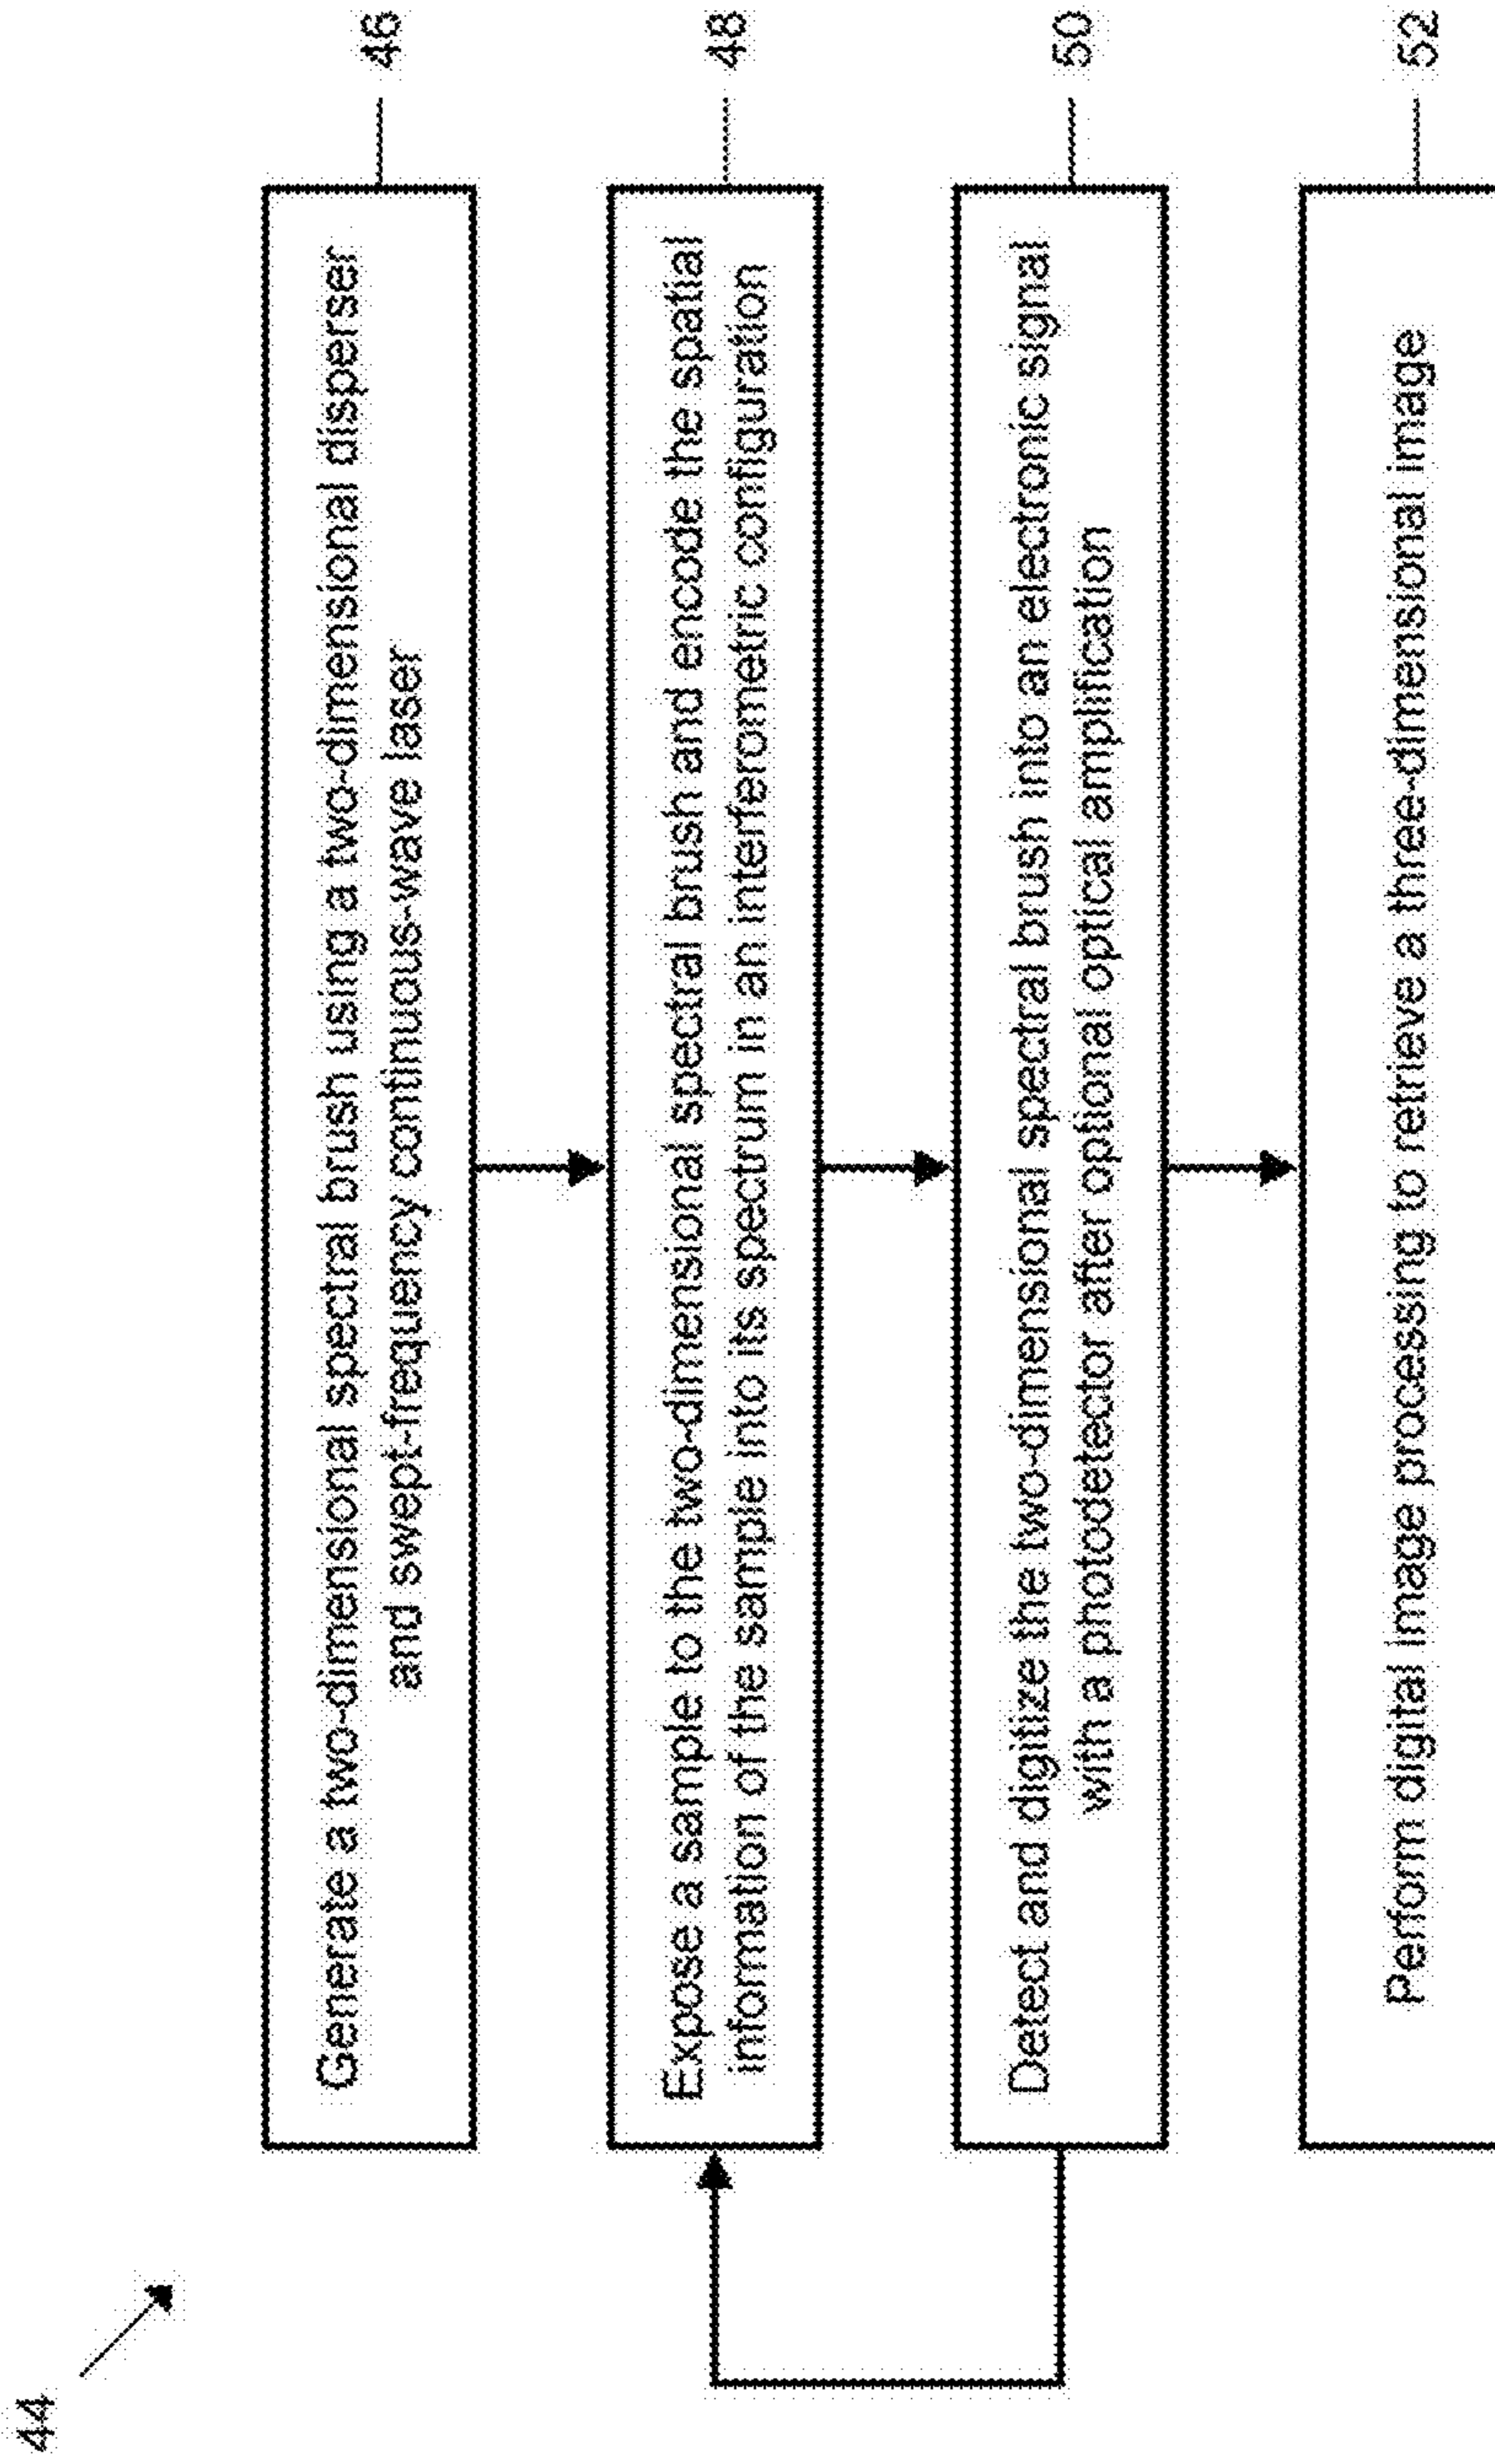 44
Generate a two-dimensional spectral brush using a two-dimensional disperser
and swept-frequency continuous-wave laser
46
Expose a sample to the two-dimensional spectral brush and encode the spatial
information of the sample into its spectrum in an interferometric configuration
48
Detect and digitize the two-dimensional spectral brush into an electronic signal
with a photodetector after optional optical amplification
50
Perform digital image processing to retrieve a three-dimensional image
52